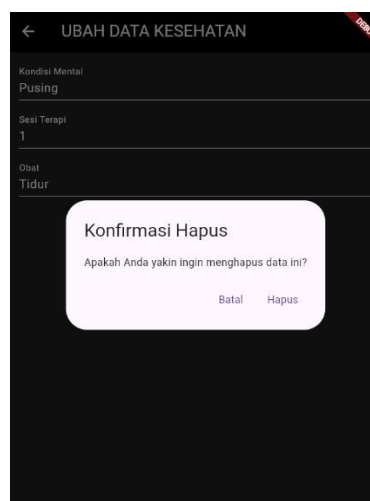 UBAH DATA KESEHATAN
Kondisi Mental
Pusing
Sesi Terapi
1
Obat
Tidur
Konfirmasi Hapus
Apakah Anda yakin ingin menghapus data ini?
Batal Hapus